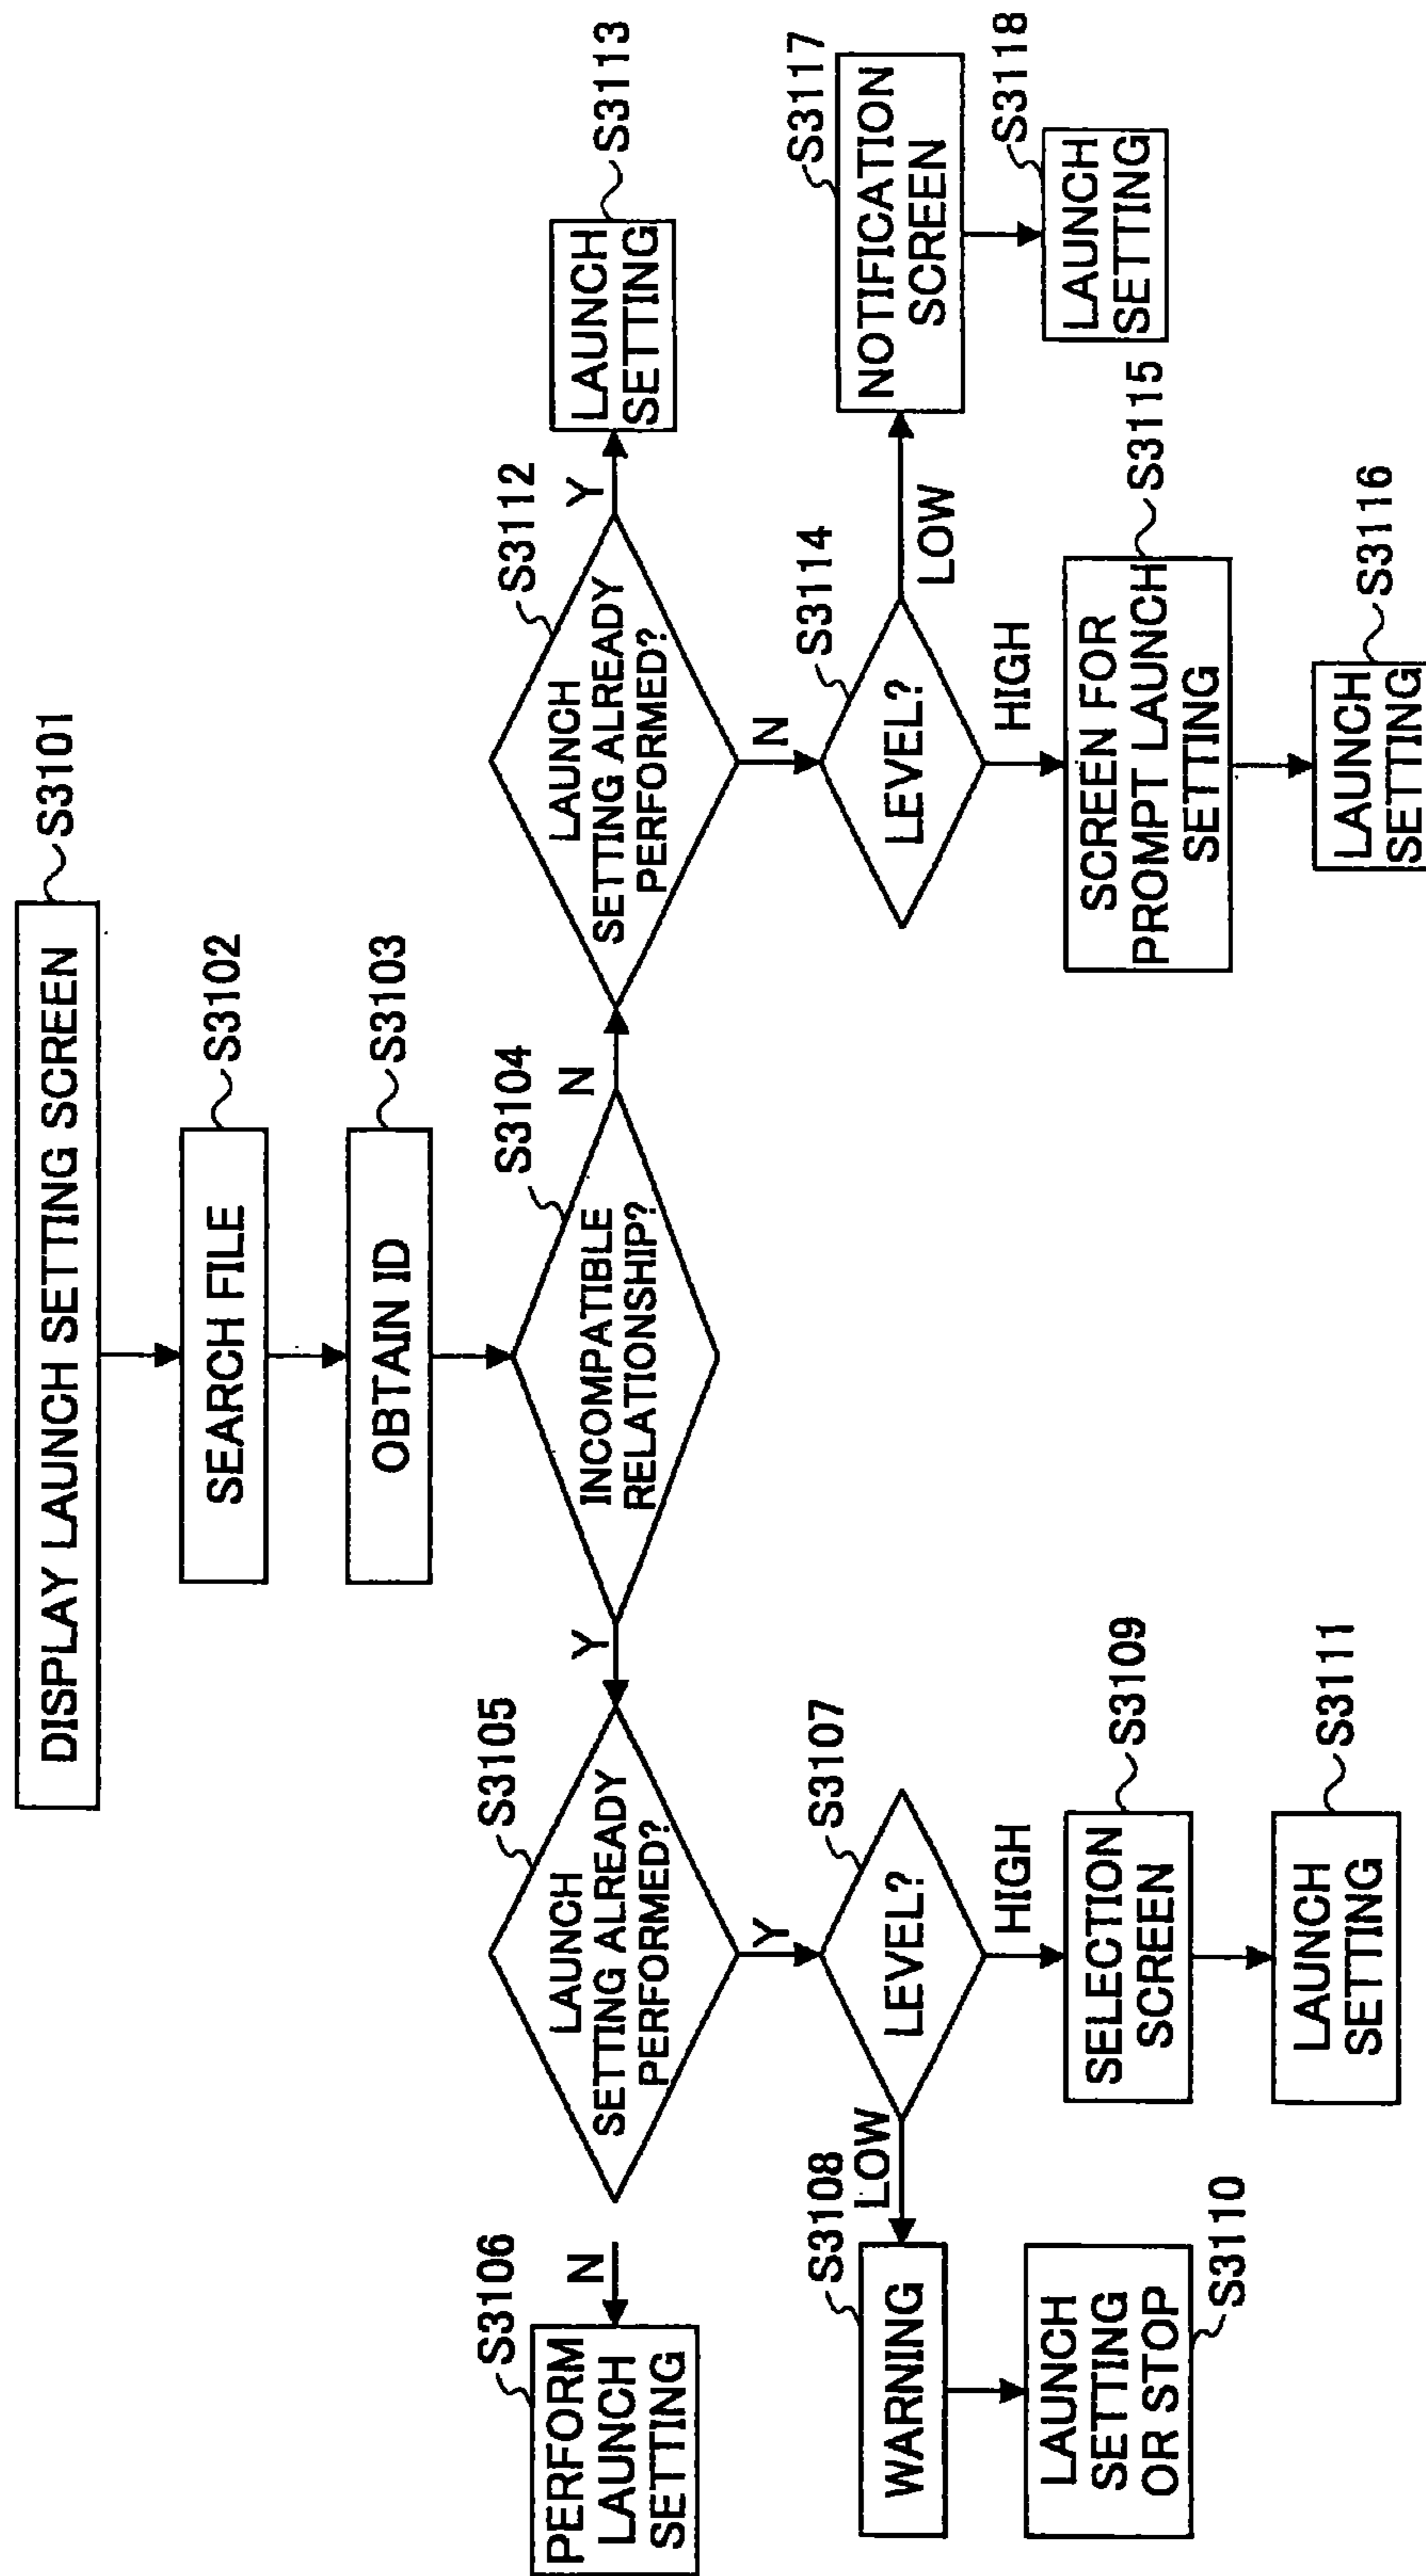 DISPLAY LAUNCH SETTING SCREEN
S3101
SEARCH FILE
S3102
OBTAIN ID
S3103
INCOMPATIBLE
RELATIONSHIP?
S3104
Y
N
LAUNCH
SETTING ALREADY
PERFORMED?
S3105
N
PERFORM
LAUNCH
SETTING
S3106
Y
LEVEL?
S3107
LOW
WARNING
S3108
LAUNCH
SETTING
OR STOP
S3110
HIGH
SELECTION
SCREEN
S3109
LAUNCH
SETTING
S3111
LAUNCH
SETTING ALREADY
PERFORMED?
S3112
Y
LAUNCH
SETTING
S3113
N
LEVEL?
S3114
HIGH
SCREEN FOR
PROMPT LAUNCH
SETTING
S3115
LAUNCH
SETTING
S3116
LOW
NOTIFICATION
SCREEN
S3117
LAUNCH
SETTING
S3118